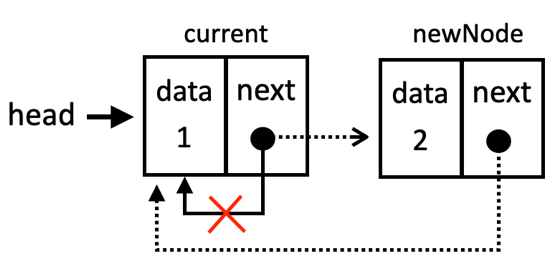 current newNode
head data 1 next data 2 next